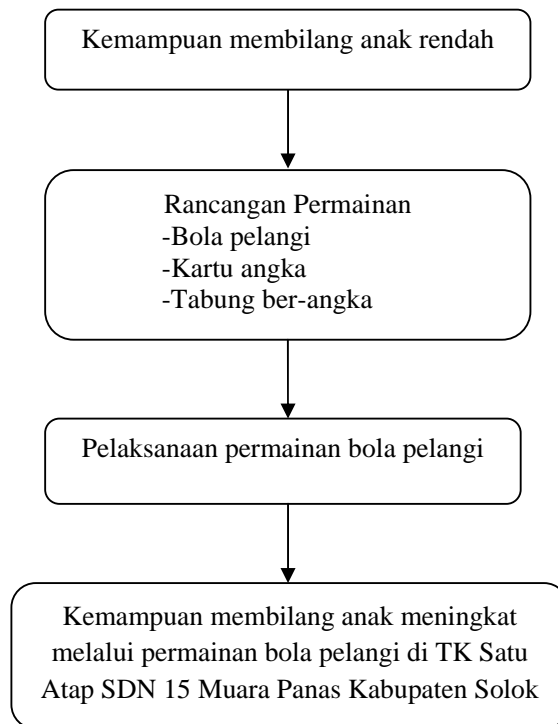 Kemampuan membilang anak rendah
Rancangan Permainan
-Bola pelangi
-Kartu angka
-Tabung ber-angka
Pelaksanaan permainan bola pelangi
Kemampuan membilang anak meningkat
melalui permainan bola pelangi di TK Satu
Atap SDN 15 Muara Panas Kabupaten Solok